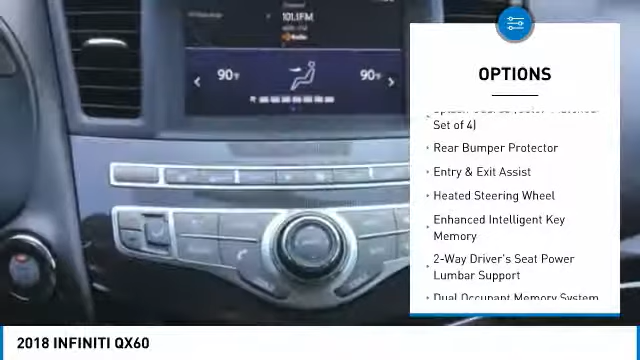 101.1FM
90°F
90°F
OPTIONS
Set of 4)
Rear Bumper Protector
Entry & Exit Assist
Heated Steering Wheel
Enhanced Intelligent Key
Memory
2-Way Driver's Seat Power
Lumbar Support
Dual Occupant Memory System
2018 INFINITI QX60